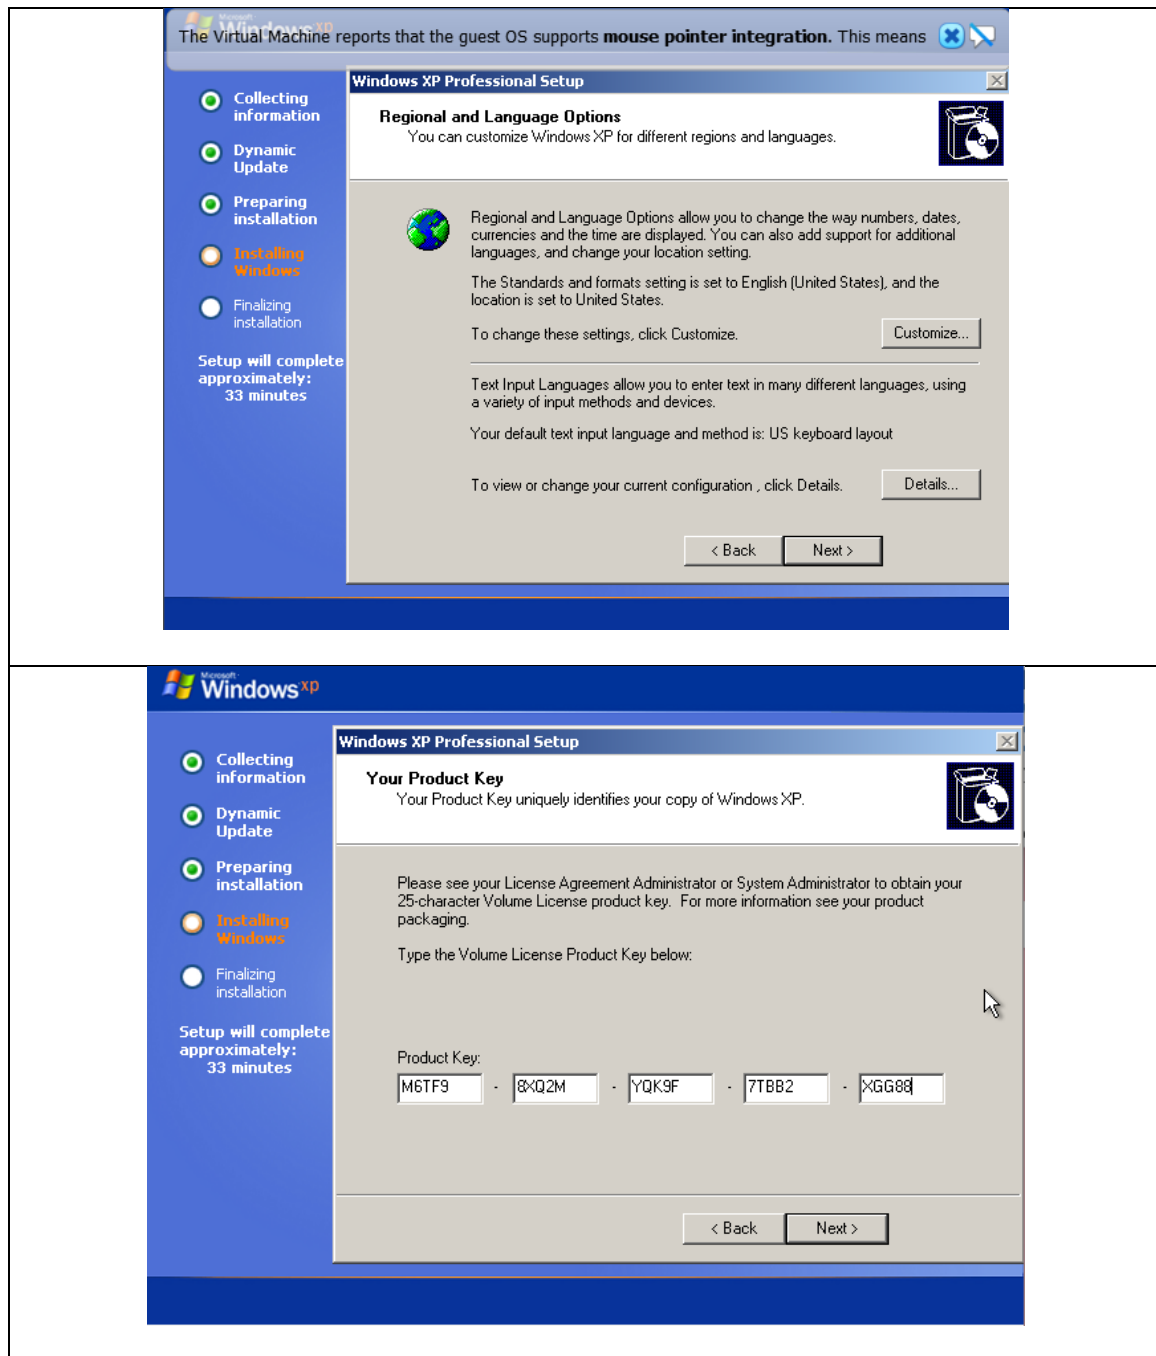 Microsoft
Windows xp
The Virtual Machine reports that the guest OS supports mouse pointer integration. This means
Collecting
information
Dynamic
Update
Preparing
installation
Installing
Windows
Finalizing
installation
Setup will complete
approximately:
33 minutes
Windows XP Professional Setup
Regional and Language Options
You can customize Windows XP for different regions and languages.
Regional and Language Options allow you to change the way numbers, dates,
currencies and the time are displayed. You can also add support for additional
languages, and change your location setting.
The Standards and formats setting is set to English (United States), and the
location is set to United States.
To change these settings, click Customize.
Customize...
Text Input Languages allow you to enter text in many different languages, using
a variety of input methods and devices.
Your default text input language and method is: US keyboard layout
To view or change your current configuration , click Details.
Details...
< Back Next >
Microsoft
Windows xp
Collecting
information
Dynamic
Update
Preparing
installation
Installing
Windows
Finalizing
installation
Setup will complete
approximately:
33 minutes
Windows XP Professional Setup
Your Product Key
Your Product Key uniquely identifies your copy of Windows XP.
Please see your License Agreement Administrator or System Administrator to obtain your
25-character Volume License product key. For more information see your product
packaging.
Type the Volume License Product Key below:
Product Key:
M6TF9 - 8XQ2M - YQK9F - 7TBB2 - XGG88
< Back Next >